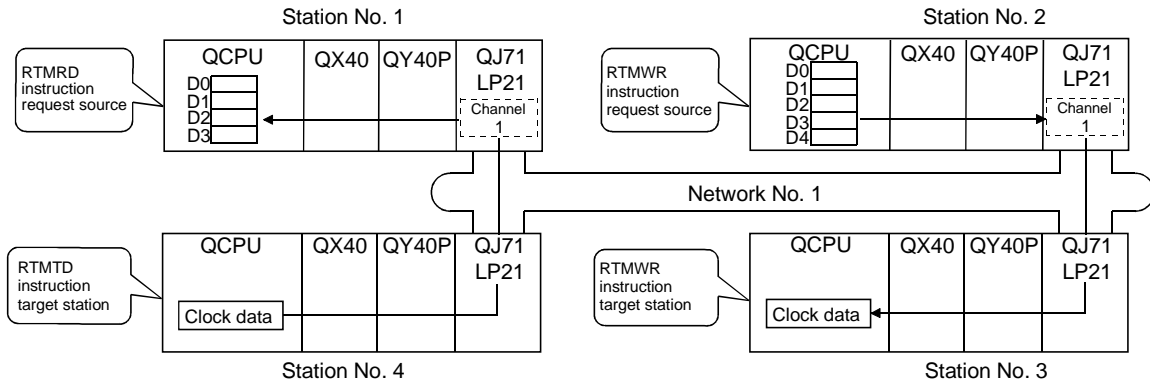 Station No. 1
Station No. 2
RTMRD
instruction
request source
QCPU
D0
D1
D2
D3
QX40
QY40P
QJ71
LP21
Channel
1
RTMWR
instruction
request source
QCPU
D0
D1
D2
D3
D4
QX40
QY40P
QJ71
LP21
Channel
1
Network No. 1
RTMTD
instruction
target station
QCPU
Clock data
QX40
QY40P
QJ71
LP21
RTMWR
instruction
target station
QCPU
Clock data
QX40
QY40P
QJ71
LP21
Station No. 4
Station No. 3